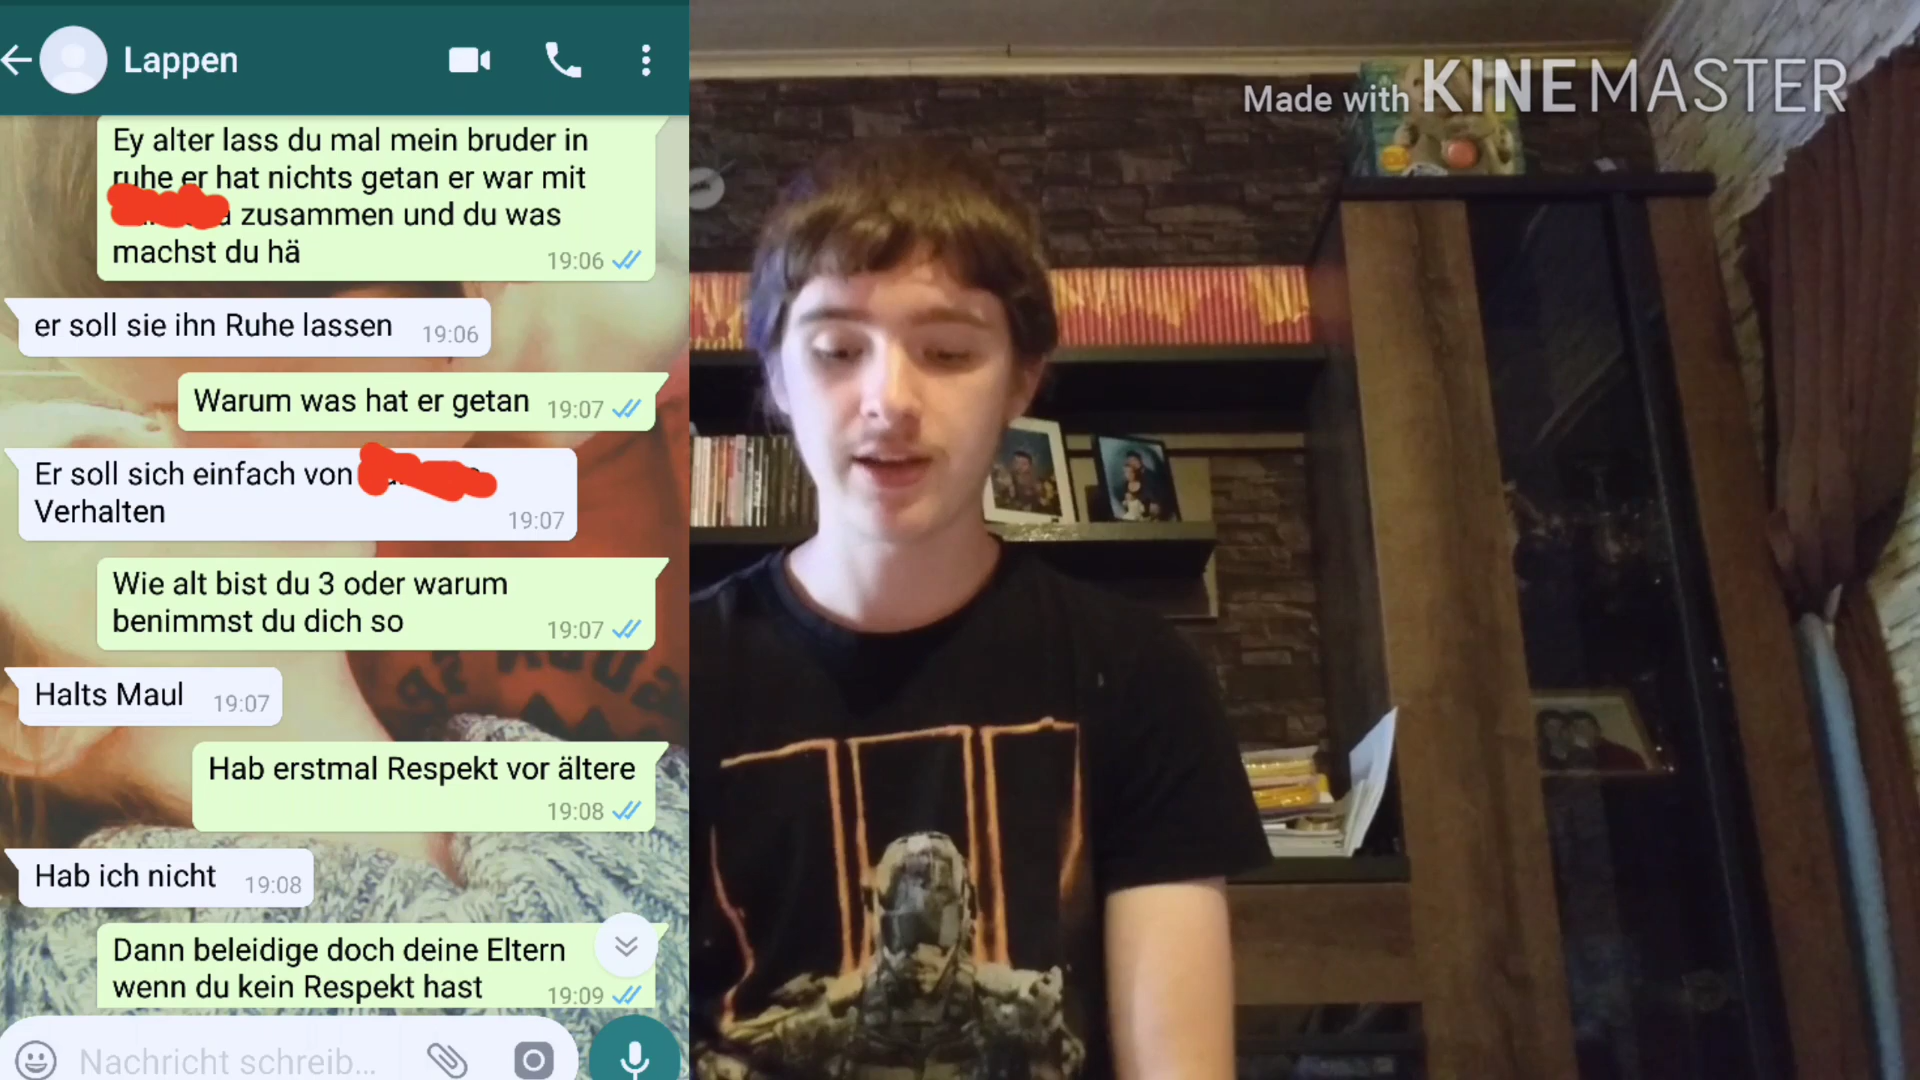 Lappen
Ey alter lass du mal mein bruder in
ruhe er hat nichts getan er war mit
zusammen und du was
machst du hä
19:06
er soll sie ihn Ruhe lassen 19:06
Warum was hat er getan 19:07
Er soll sich einfach von
Verhalten 19:07
Wie alt bist du 3 oder warum
benimmst du dich so 19:07
Halts Maul 19:07
Hab erstmal Respekt vor ältere
19:08
Hab ich nicht 19:08
Dann beleidige doch deine Eltern
wenn du kein Respekt hast 19:09
Nachricht schreib...
Made with KINEMASTER